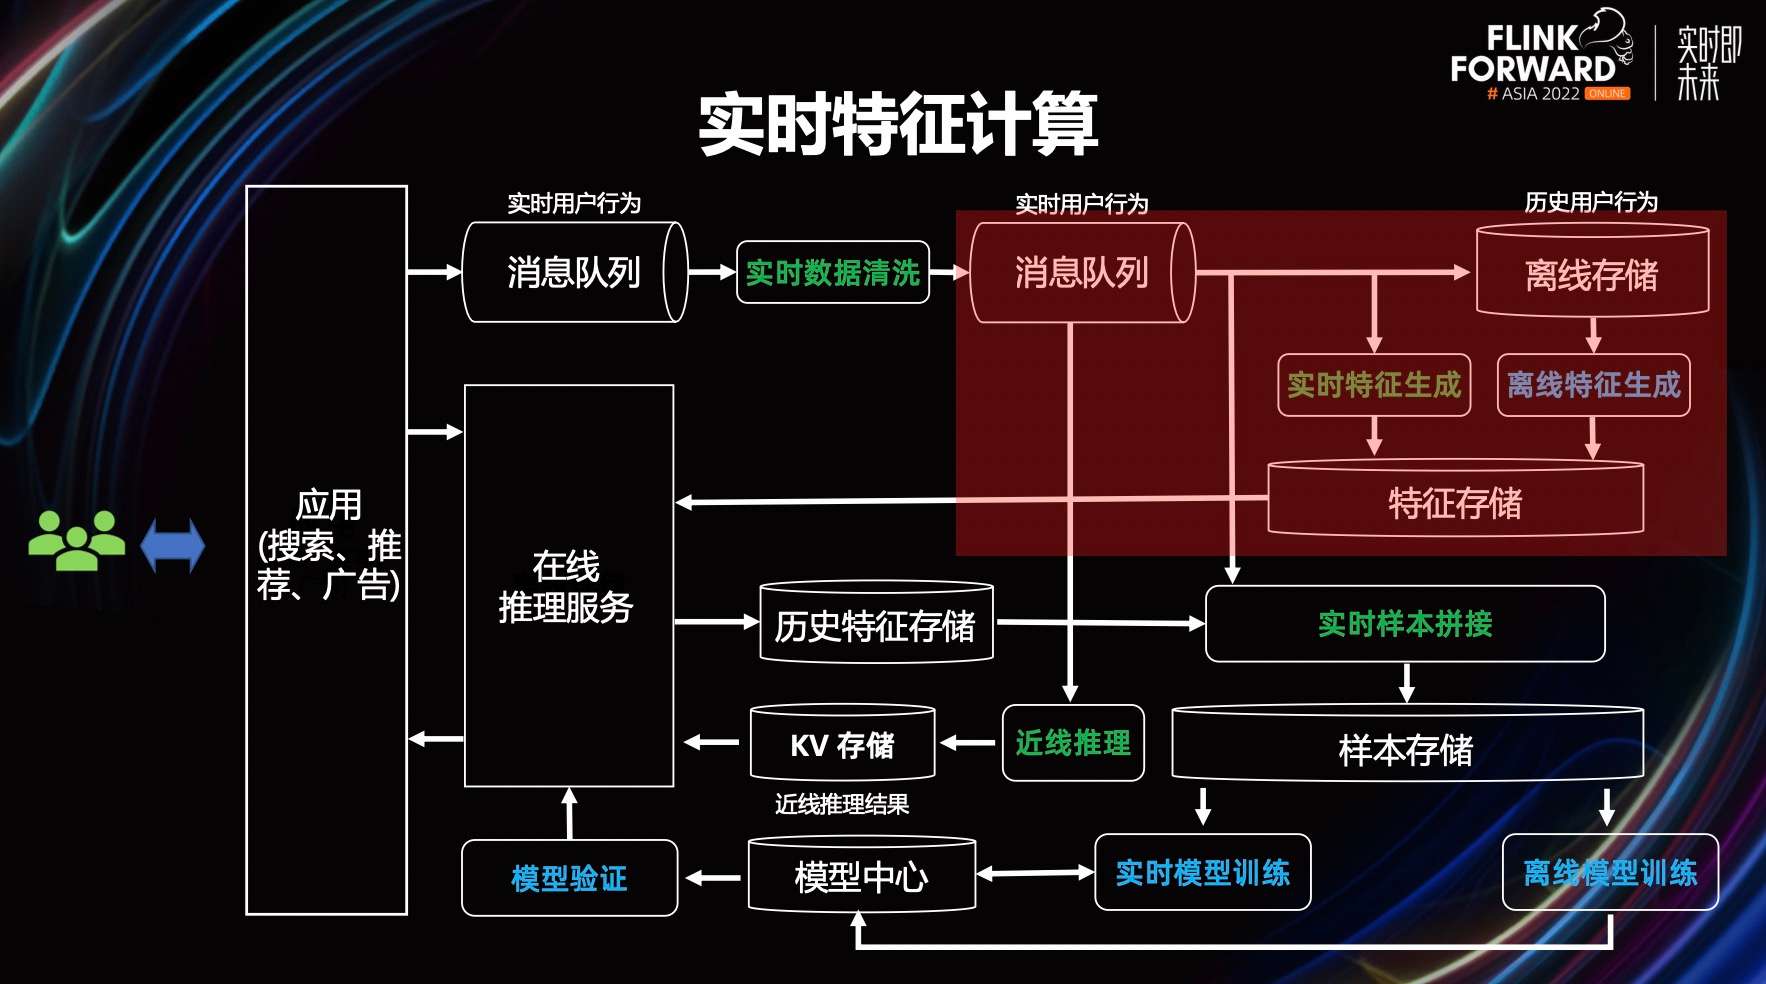 FLINK
FORWARD
# ASIA 2022 ONLINE
实时即
未来
实时特征计算
实时用户行为
实时用户行为
历史用户行为
消息队列
实时数据清洗
消息队列
离线存储
实时特征生成
离线特征生成
特征存储
应用
(搜索、推
荐、广告)
在线
推理服务
历史特征存储
实时样本拼接
KV 存储
近线推理
样本存储
近线推理结果
模型验证
模型中心
实时模型训练
离线模型训练